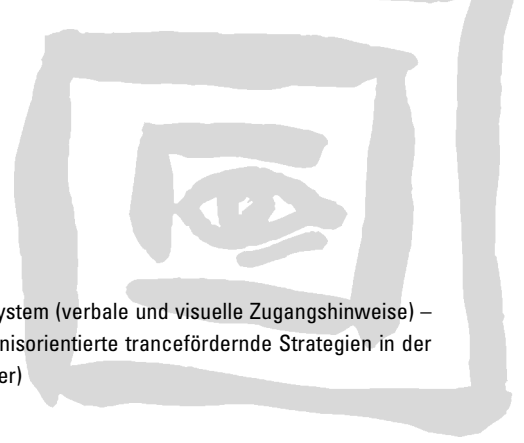 ystem (verbale und visuelle Zugangshinweise) –
nisorientierte trancefördernde Strategien in der
er)